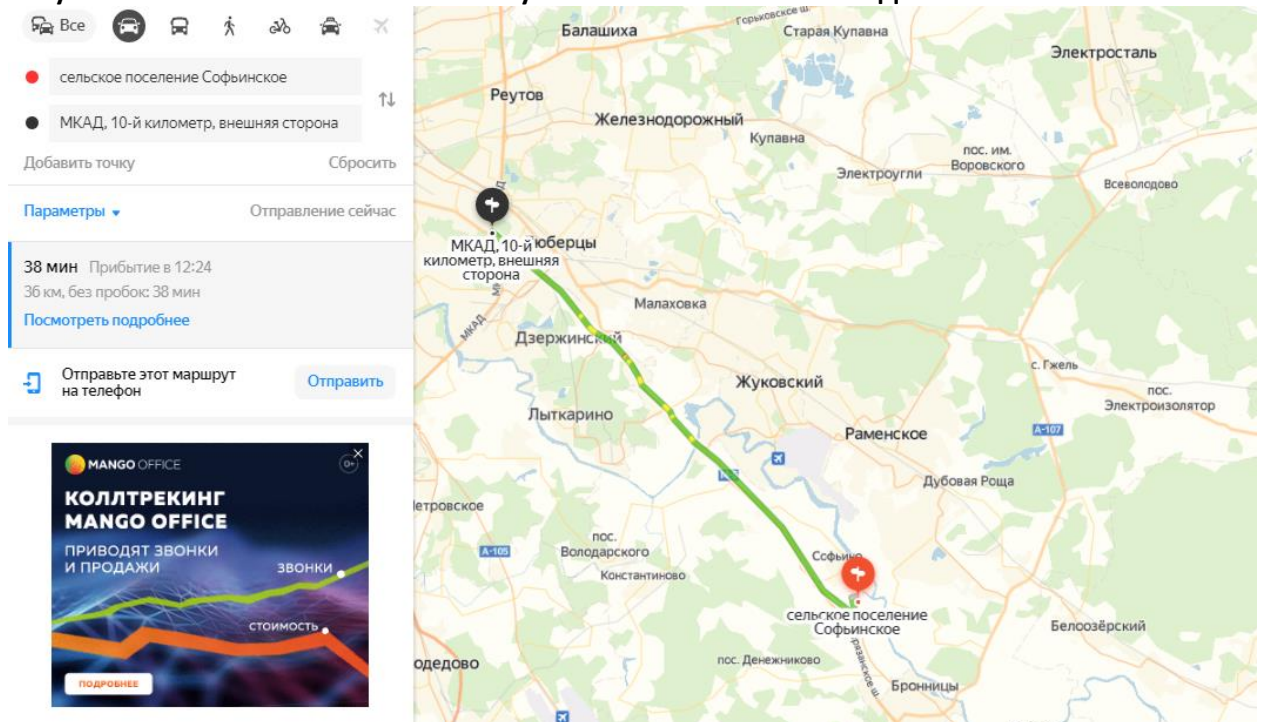 Все
сельское поселение Софьинское
МКАД, 10-й километр, внешняя сторона
Добавить точку
Сбросить
Параметры
Отправление сейчас
38 мин Прибытие в 12:24
36 км, без пробок: 38 мин
Посмотреть подробнее
Отправьте этот маршрут
на телефон
Отправить
MANGO OFFICE
0+
КОЛЛТРЕКИНГ
MANGO OFFICE
ПРИВОДЯТ ЗВОНКИ
И ПРОДАЖИ
ЗВОНКИ
СТОИМОСТЬ
ПОДРОБНЕЕ
Горьковское ш.
Балашиха
Старая Купавна
Электросталь
Реутов
Железнодорожный
Купавна
пос. им.
Воровского
Электроугли
Всеволодово
МКАД, 10-й
километр, внешняя
сторона
юберцы
МКАД
Малаховка
Дзержинский
Жуковский
с. Гжель
пос.
Электроизолятор
Лыткарино
Раменское
А-107
Дубовая Роща
етровское
А-105
пос.
Володарского
Константиново
Софьино
сельское поселение
Софьинское
Белоозёрский
одедово
пос. Денежниково
Бронницы